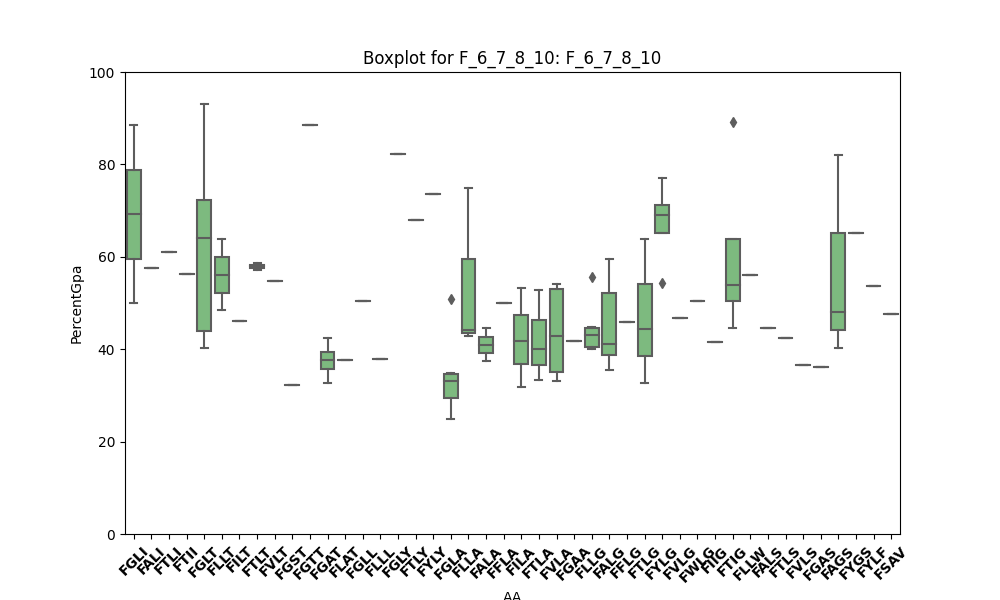 Boxplot for F_6_7_8_10: F_6_7_8_10
100
80
60
40
20
0
PercentGpa
FGLI FALI FTLI FTII FGLT FLLT FILT FTLT FVLT FGST FGTT FGAT FLAT FGLL FLLL FGLY FTLY FYLY FGLA FLLA FALA FFLA FILA FTLA FVLA FGAA FLLG FALG FFLG FTLG FYLG FVLG FWLG FIIG FTIG FLLW FALS FTLS FVLS FGAS FAGS FYGS FYLF FSAV
AA